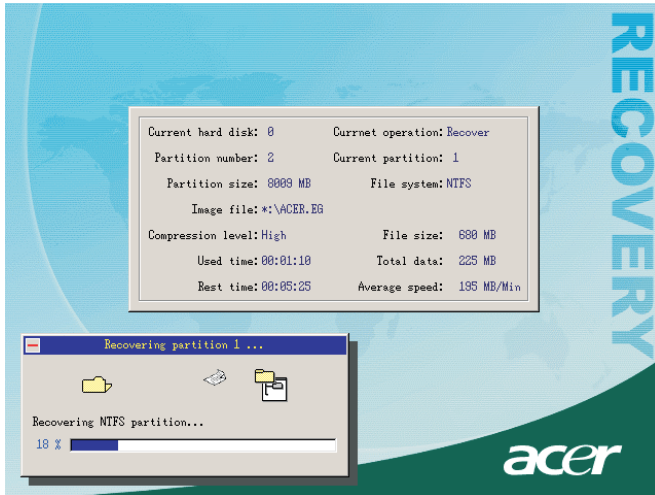 RECOVERY
Current hard disk: 0 Currnet operation: Recover
Partition number: 2 Current partition: 1
Partition size: 8009 MB File system: NTFS
Image file: *:\ACER.EG
Compression level: High File size: 680 MB
Used time: 00:01:10 Total data: 225 MB
Rest time: 00:05:25 Average speed: 195 MB/Min
Recovering partition 1 ...
Recovering NTFS partition...
18 %
acer